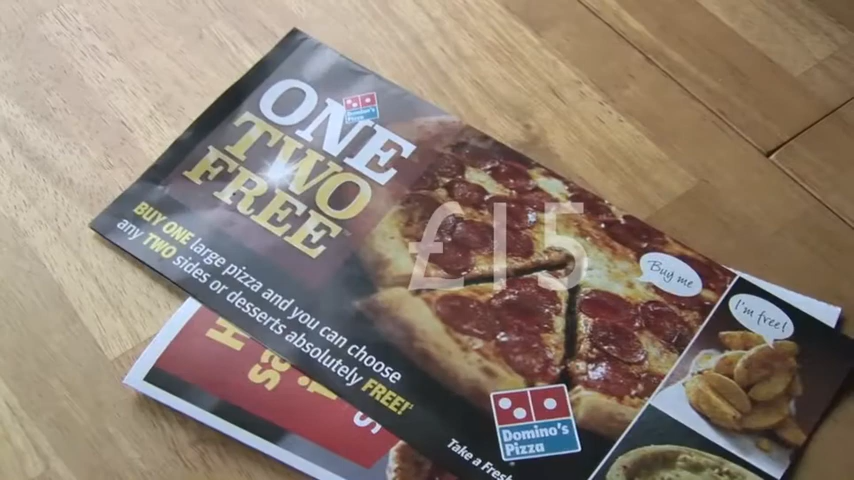 ONE
TWO
FREE
Domino's
Pizza
BUY ONE large pizza and you can choose
any TWO sides or desserts absolutely FREE!
£15
Buy me
I'm free!
Domino's
Pizza
Take a Fresh